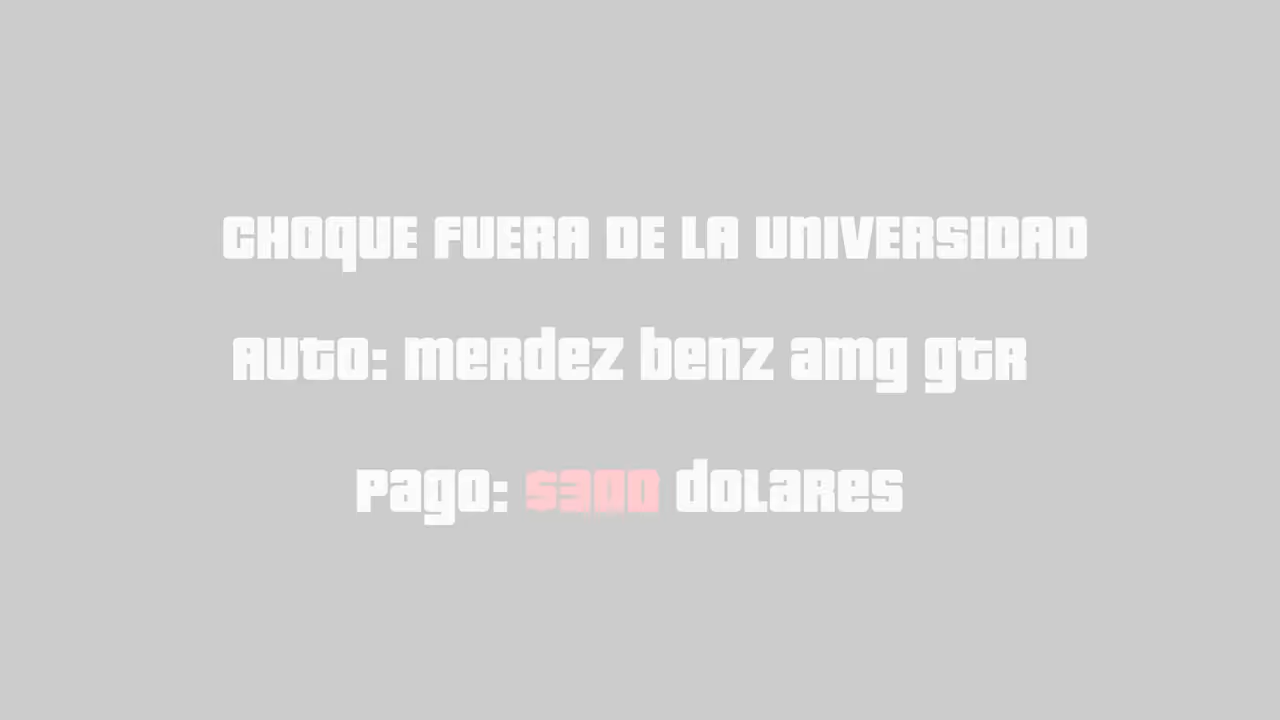 CHOQUE FUERA DE LA UNIVERSIDAD
AUTO: merdez benz amg gtr
pago: $300 dolares